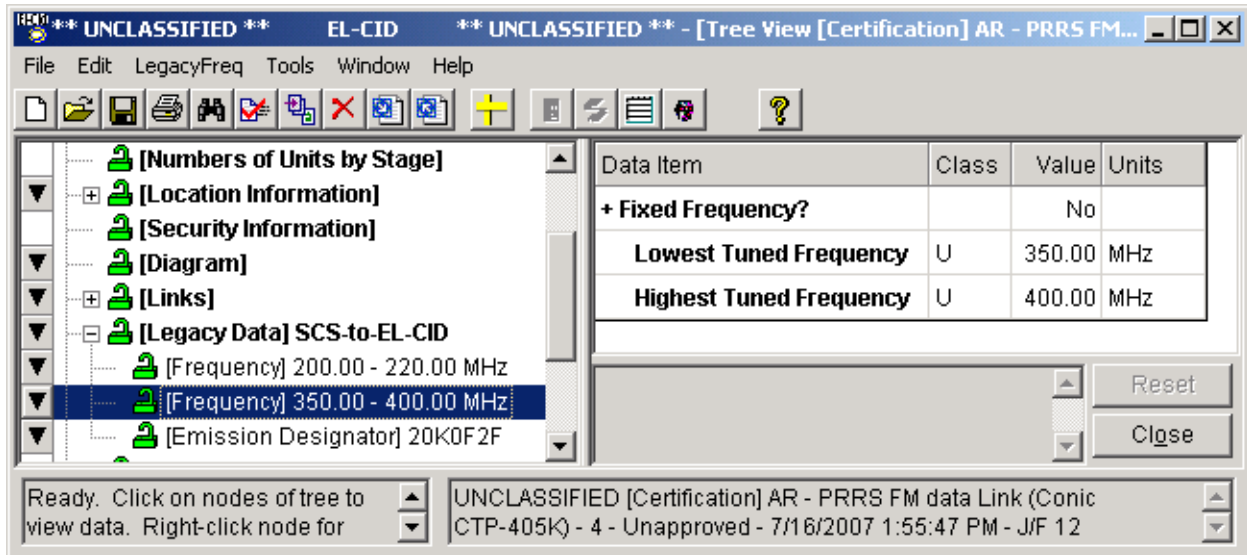 ** UNCLASSIFIED ** EL-CID ** UNCLASSIFIED ** - [Tree View [Certification] AR - PRRS FM...
File Edit LegacyFreq Tools Window Help
[Numbers of Units by Stage]
[Location Information]
[Security Information]
[Diagram]
[Links]
[Legacy Data] SCS-to-EL-CID
[Frequency] 200.00 - 220.00 MHz
[Frequency] 350.00 - 400.00 MHz
[Emission Designator] 20K0F2F
Data Item Class Value Units
+ Fixed Frequency? No
Lowest Tuned Frequency U 350.00 MHz
Highest Tuned Frequency U 400.00 MHz
Reset
Close
Ready. Click on nodes of tree to
view data. Right-click node for
UNCLASSIFIED [Certification] AR - PRRS FM data Link (Conic
CTP-405K) - 4 - Unapproved - 7/16/2007 1:55:47 PM - J/F 12